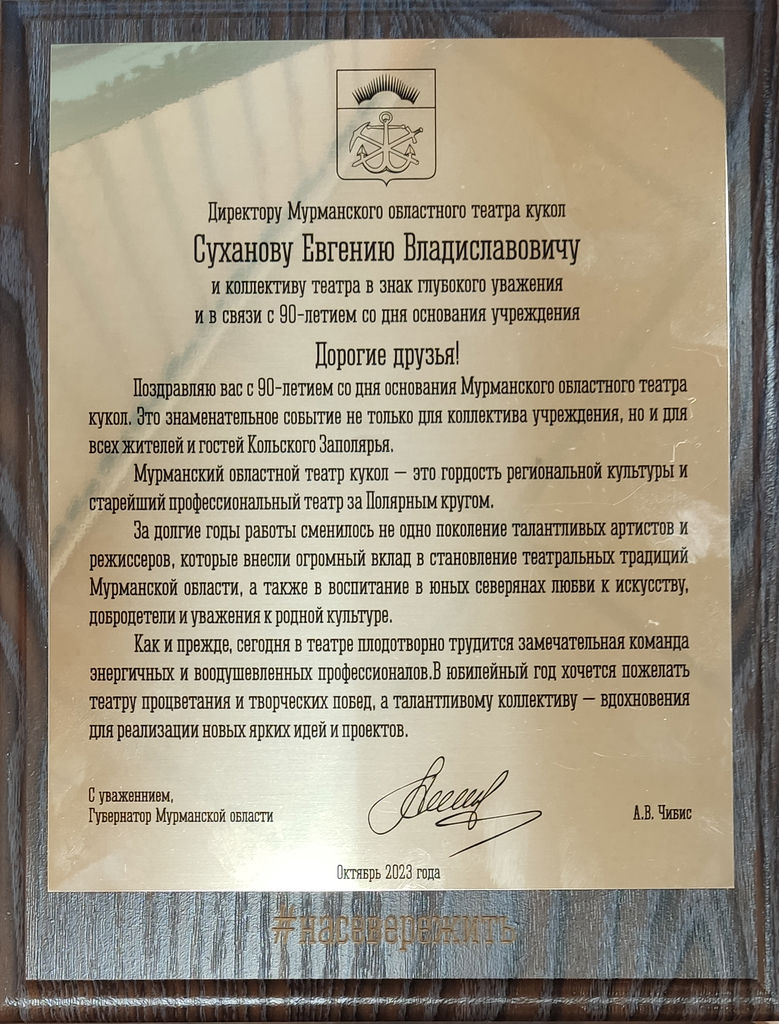 Директору Мурманского областного театра кукол
Суханову Евгению Владиславовичу
и коллективу театра в знак глубокого уважения
и в связи с 90-летием со дня основания учреждения
Дорогие друзья!
Поздравляю вас с 90-летием со дня основания Мурманского областного театра
кукол. Это знаменательное событие не только для коллектива учреждения, но и для
всех жителей и гостей Кольского Заполярья.
Мурманский областной театр кукол – это гордость региональной культуры и
старейший профессиональный театр за Полярным кругом.
За долгие годы работы сменилось не одно поколение талантливых артистов и
режиссеров, которые внесли огромный вклад в становление театральных традиций
Мурманской области, а также в воспитание в юных северянах любви к искусству,
добродетели и уважения к родной культуре.
Как и прежде, сегодня в театре плодотворно трудится замечательная команда
энергичных и воодушевленных профессионалов.В юбилейный год хочется пожелать
театру процветания и творческих побед, а талантливому коллективу – вдохновения
для реализации новых ярких идей и проектов.
С уваженнием,
Губернатор Мурманской области
А.В. Чибис
Октябрь 2023 года
#насевережить